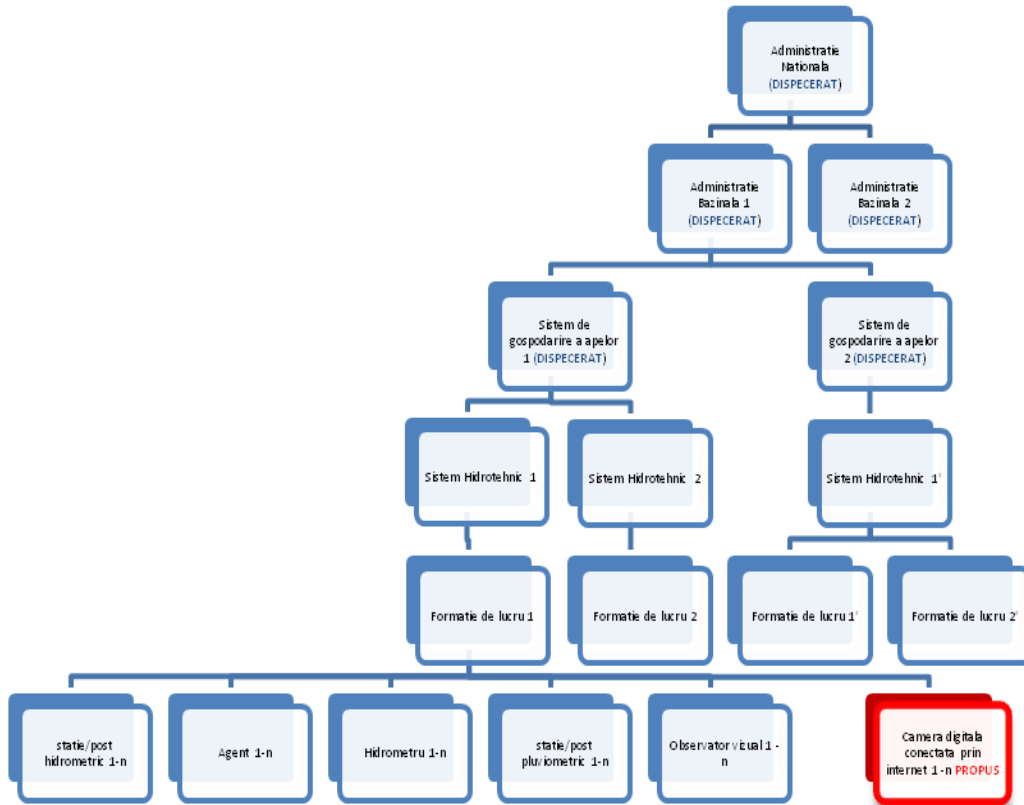 Administratie
Nationala
(DISPECERAT)
Administratie
Bazinala 1
(DISPECERAT)
Administratie
Bazinala 2
(DISPECERAT)
Sistem de
gospodarire a apelor
1 (DISPECERAT)
Sistem de
gospodarire a apelor
2 (DISPECERAT)
Sistem Hidrotehnic 1
Sistem Hidrotehnic 2
Sistem Hidrotehnic 1'
Formatie de lucru 1
Formatie de lucru 2
Formatie de lucru 1'
Formatie de lucru 2'
statie/post
hidrometric 1-n
Agent 1-n
Hidrometru 1-n
statie/post
pluviometric 1-n
Observator vizual 1 -
n
Camera digitala
conectata prin
internet 1 -n PROPUS